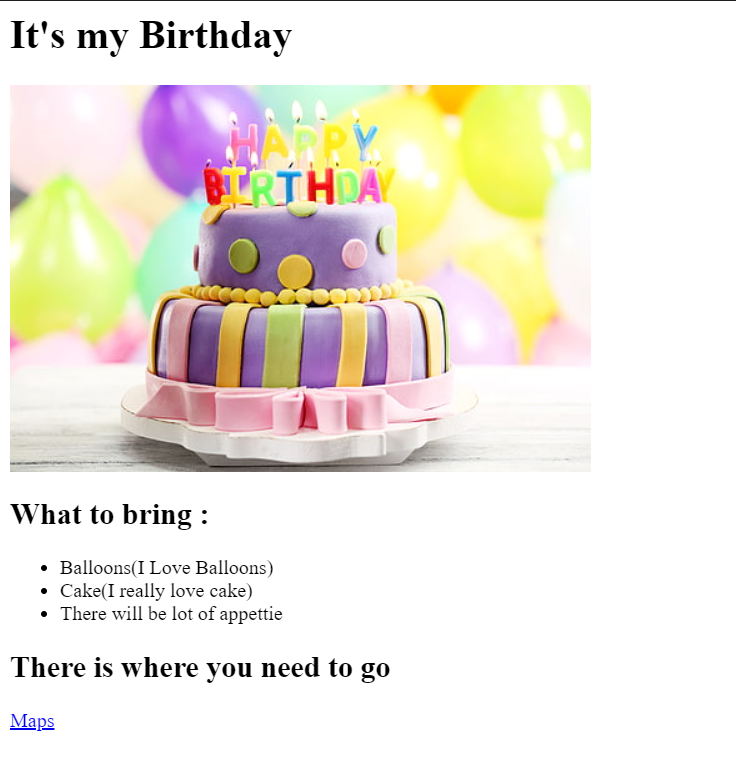 It's my Birthday
HAPPY
BIRTHDAY
What to bring :
Balloons(I Love Balloons)
Cake(I really love cake)
There will be lot of appettie
There is where you need to go
Maps